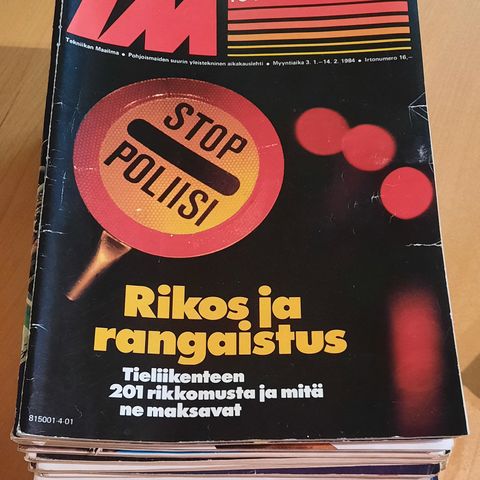 TM
Tekniikan Maailma • Pohjoismaiden suurin yleistekninen aikakauslehti • Myyntiaika 3. 1.—14. 2. 1984 • Irtonumero 16,—
STOP
POLIISI
Rikos ja
rangaistus
Tieliikenteen
201 rikkomusta ja mitä
ne maksavat
815001-4-01